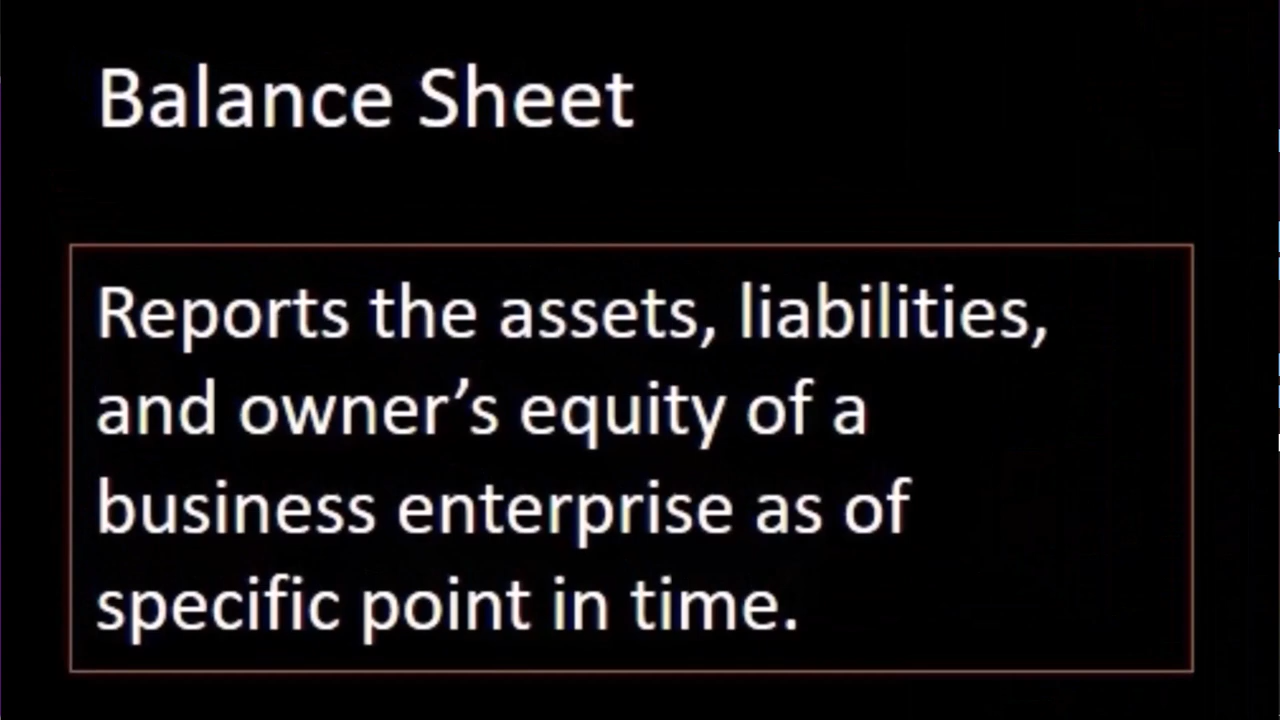 Balance Sheet
Reports the assets, liabilities,
and owner’s equity of a
business enterprise as of
specific point in time.